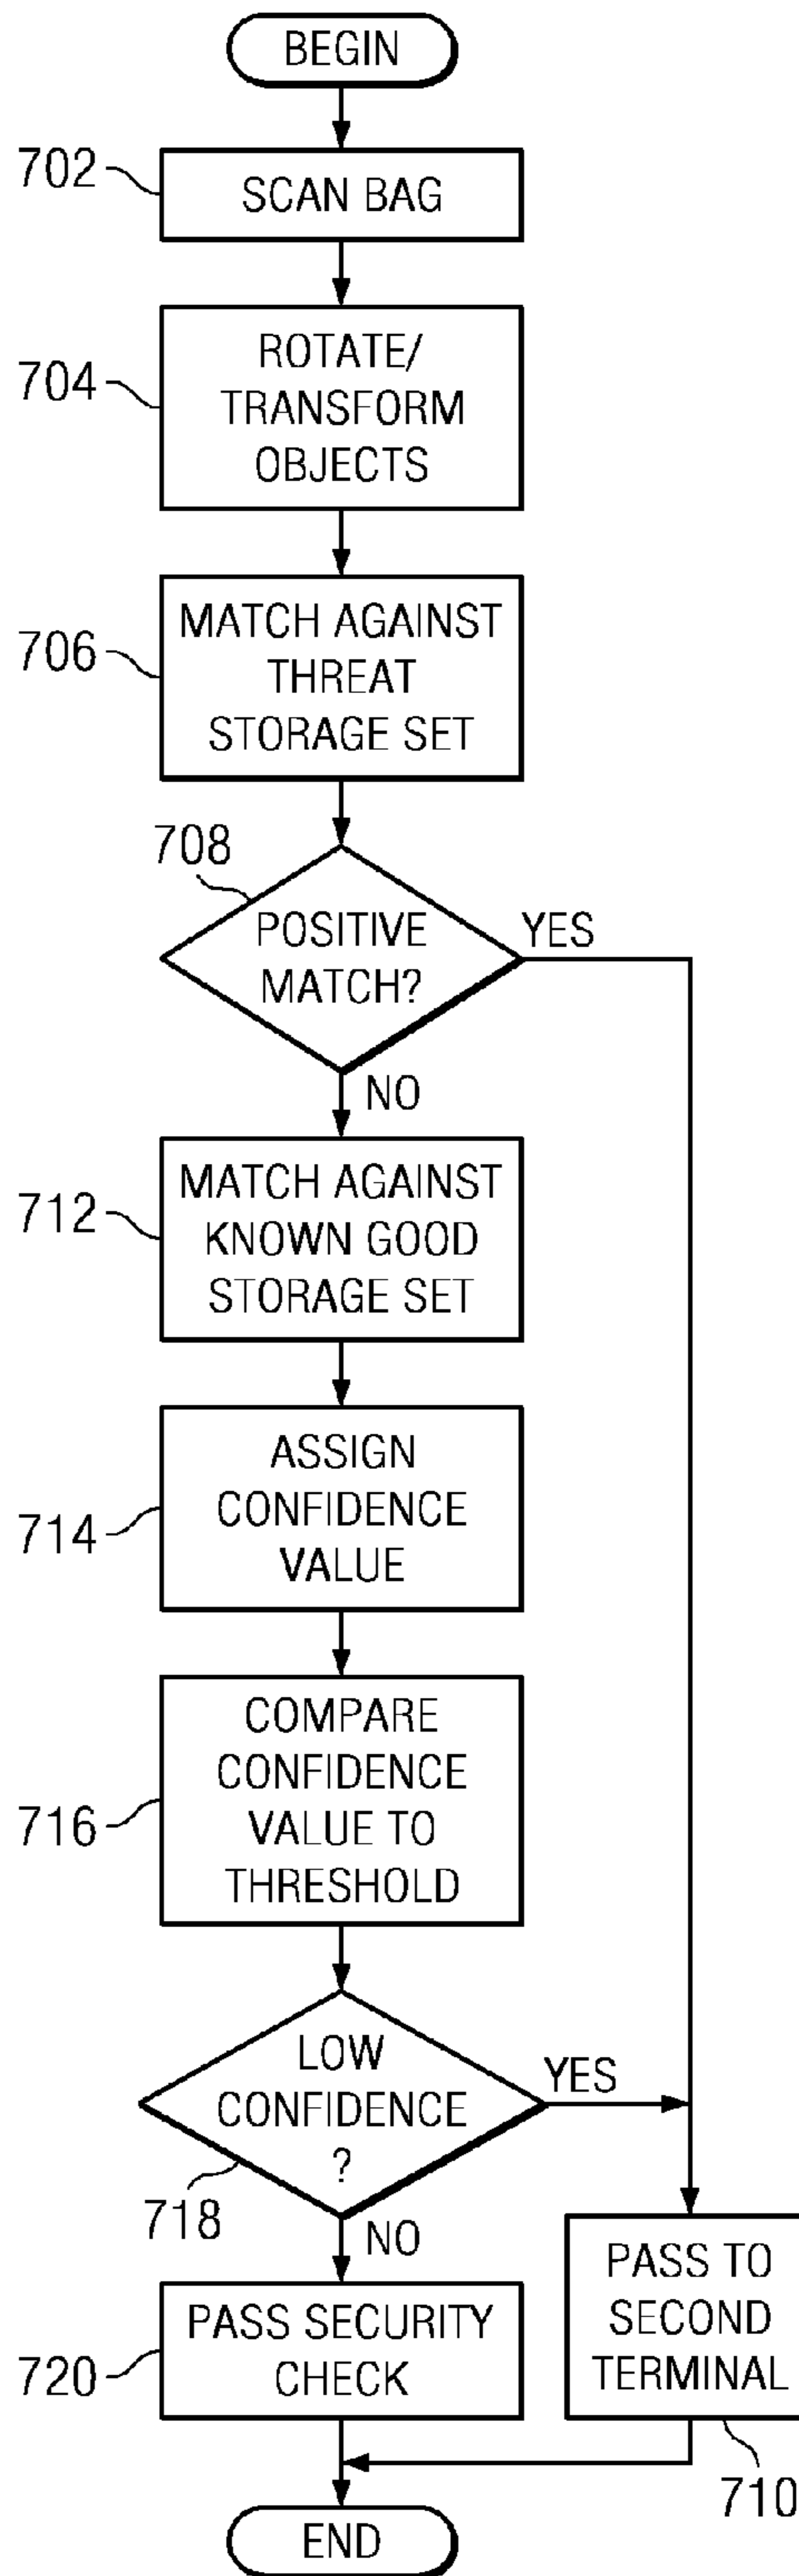 BEGIN
702
SCAN BAG
704
ROTATE/
TRANSFORM
OBJECTS
706
MATCH AGAINST
THREAT
STORAGE SET
708
POSITIVE
MATCH?
YES
NO
712
MATCH AGAINST
KNOWN GOOD
STORAGE SET
714
ASSIGN
CONFIDENCE
VALUE
716
COMPARE
CONFIDENCE
VALUE TO
THRESHOLD
LOW
CONFIDENCE
?
YES
718
NO
720
PASS SECURITY
CHECK
PASS TO
SECOND
TERMINAL
710
END